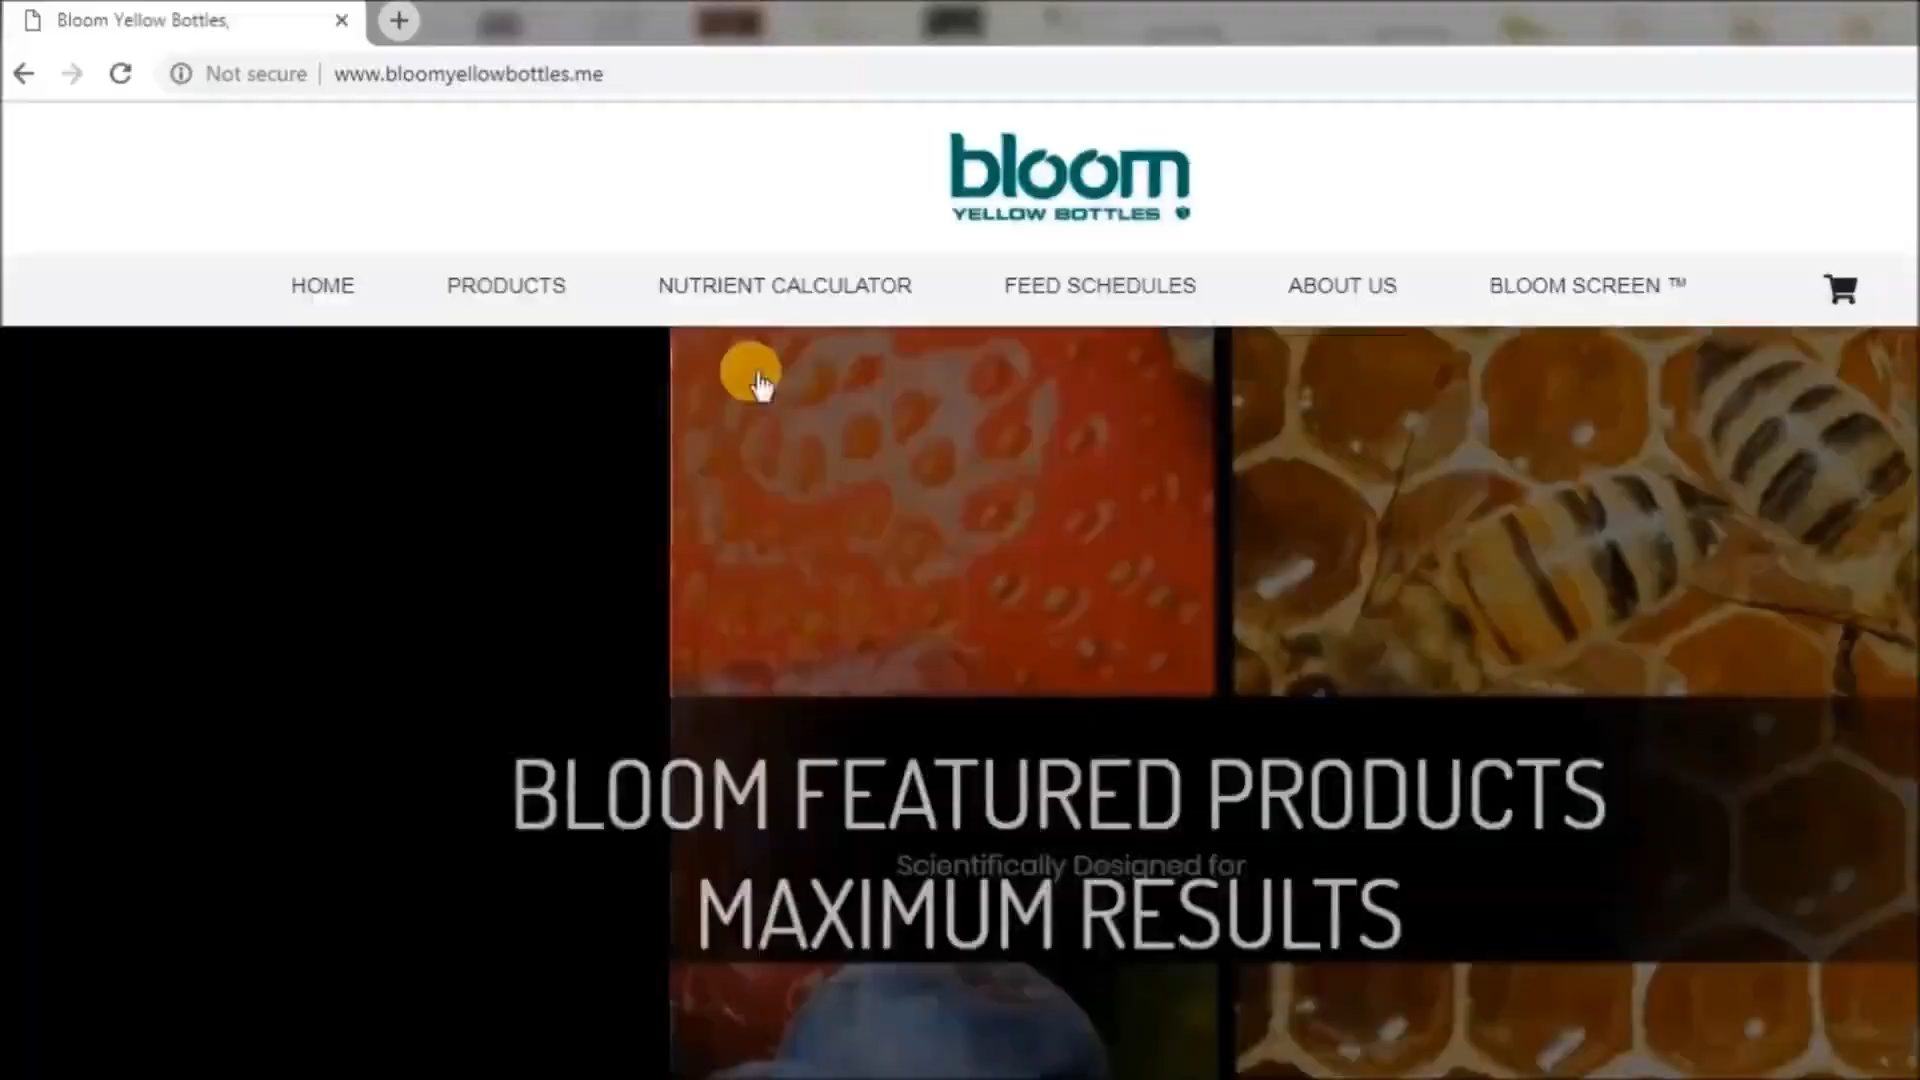 Bloom Yellow Bottles,
Not secure www.bloomyellowbottles.me
bloom
YELLOW BOTTLES
HOME PRODUCTS NUTRIENT CALCULATOR FEED SCHEDULES ABOUT US BLOOM SCREEN ™
BLOOM FEATURED PRODUCTS
Scientifically Designed for
MAXIMUM RESULTS